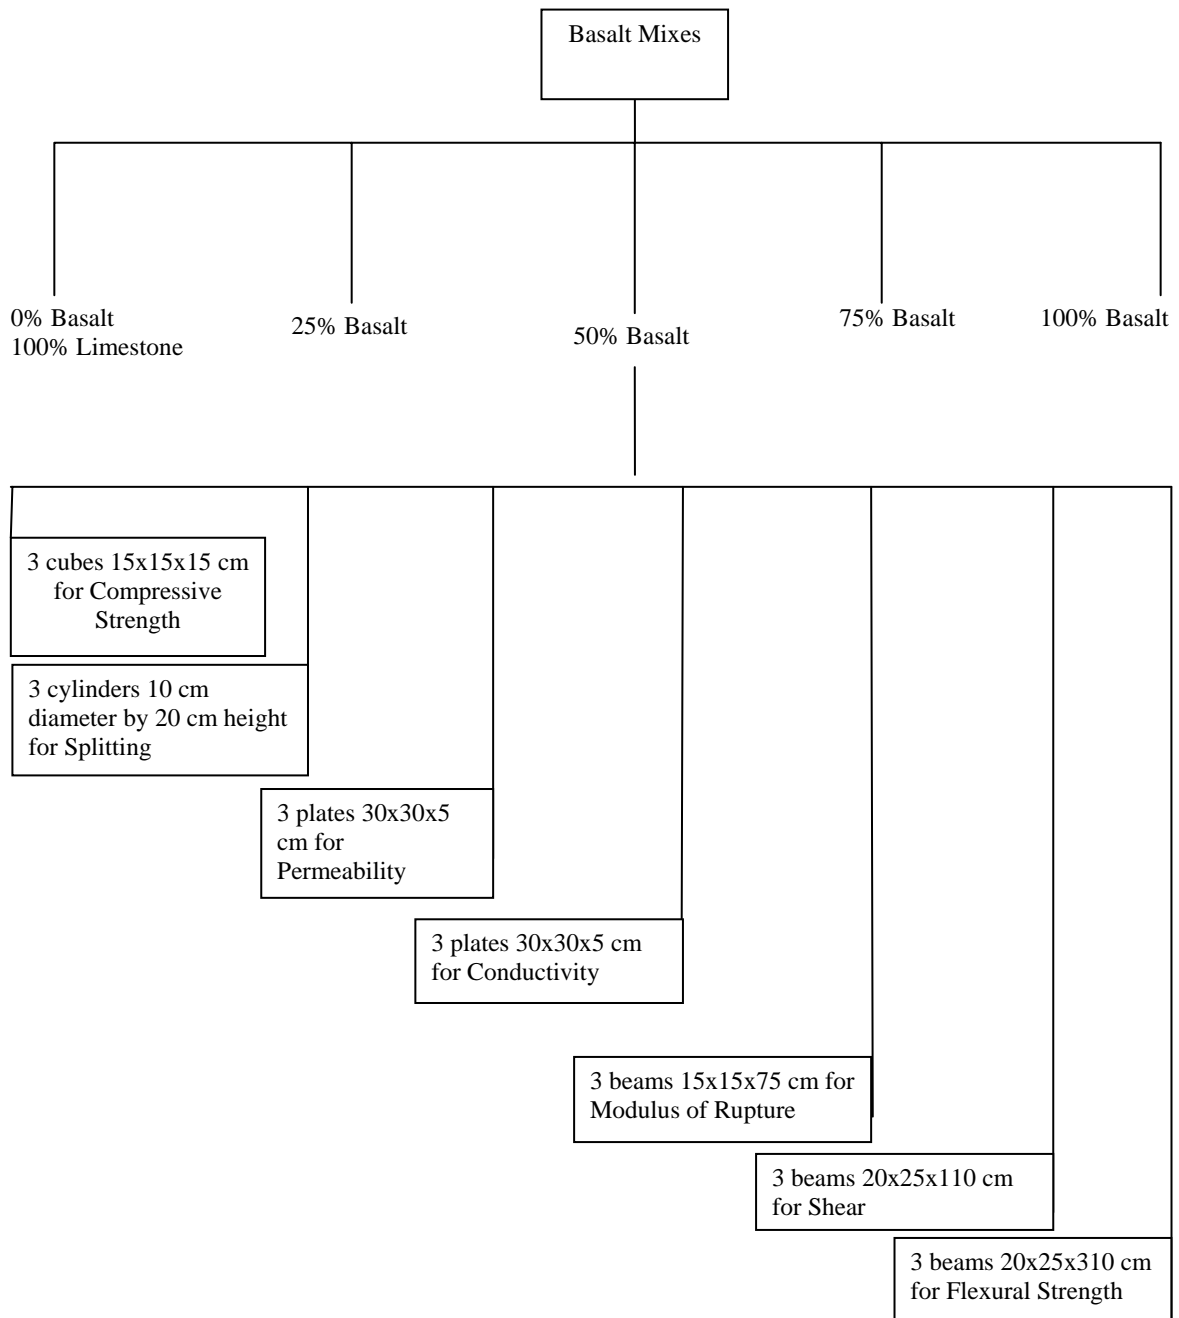 Basalt Mixes
0% Basalt
100% Limestone
25% Basalt
50% Basalt
75% Basalt
100% Basalt
3 cubes 15x15x15 cm
for Compressive
Strength
3 cylinders 10 cm
diameter by 20 cm height
for Splitting
3 plates 30x30x5
cm for
Permeability
3 plates 30x30x5 cm
for Conductivity
3 beams 15x15x75 cm for
Modulus of Rupture
3 beams 20x25x110 cm
for Shear
3 beams 20x25x310 cm
for Flexural Strength